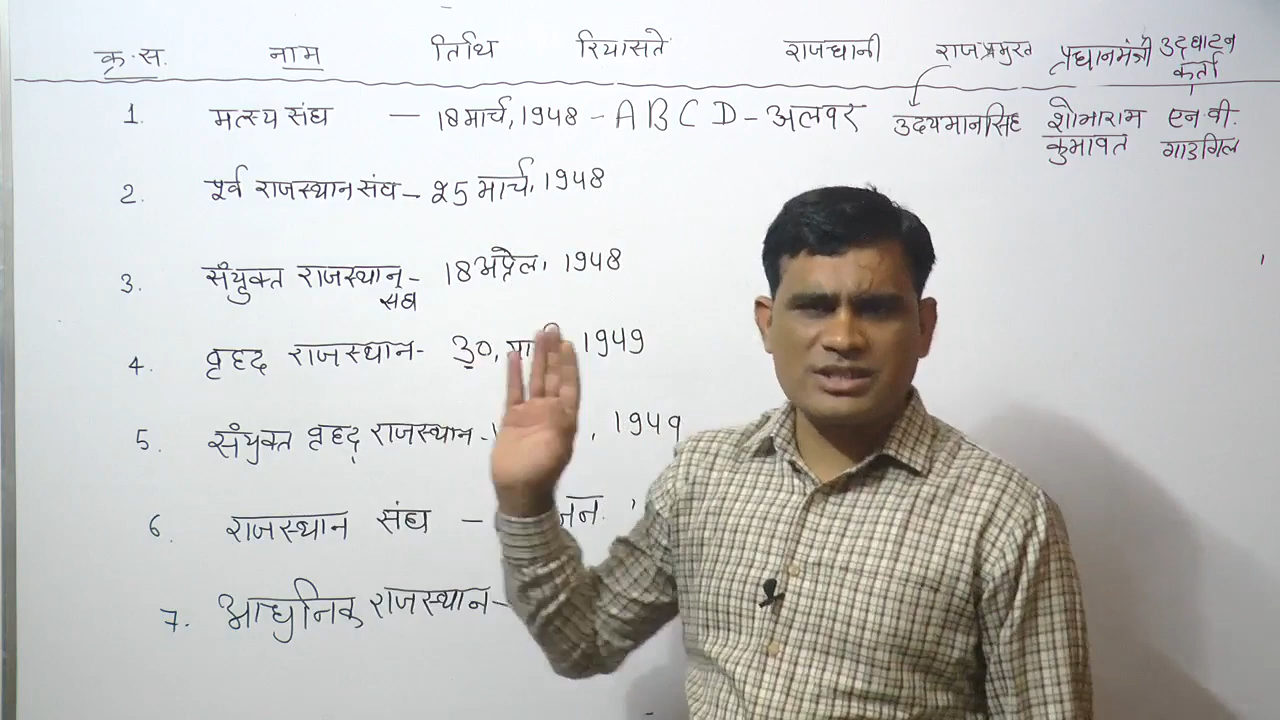 क्र.स. नाम तिथि रियासतें राजधानी राजप्रमुख प्रधानमंत्री उदघाटन कर्ता
1. मत्स्य संघ – 18 मार्च, 1948 – A B C D – अलवर उदयमानसिंह शोभाराम एन वी.
कुमावत गाडगिल
2. पूर्व राजस्थान संघ – 25 मार्च, 1948
3. संयुक्त राजस्थान – 18 अप्रेल, 1948
संघ
4. वृहद राजस्थान – 30, 1949
5. संयुक्त वृहद् राजस्थान – , 1949
6. राजस्थान संघ – जन.
7. आधुनिक राजस्थान –